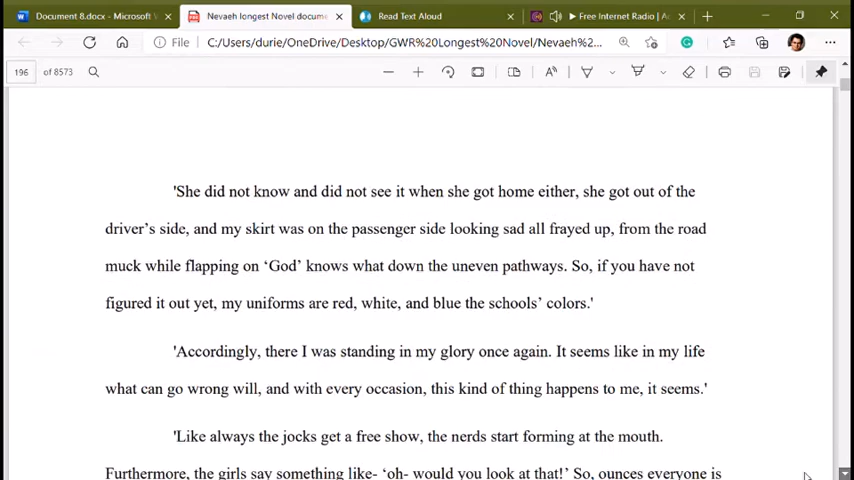 Document 8.docx - Microsoft W
Nevaeh longest Novel docume
Read Text Aloud
Free Internet Radio | Ac
File
C:/Users/durie/OneDrive/Desktop/GWR%20Longest%20Novel/Nevaeh%2...
196 of 8573
'She did not know and did not see it when she got home either, she got out of the
driver's side, and my skirt was on the passenger side looking sad all frayed up, from the road
muck while flapping on 'God' knows what down the uneven pathways. So, if you have not
figured it out yet, my uniforms are red, white, and blue the schools' colors.'
'Accordingly, there I was standing in my glory once again. It seems like in my life
what can go wrong will, and with every occasion, this kind of thing happens to me, it seems.'
'Like always the jocks get a free show, the nerds start forming at the mouth.
Furthermore, the girls say something like- 'oh- would you look at that!' So, ounces everyone is